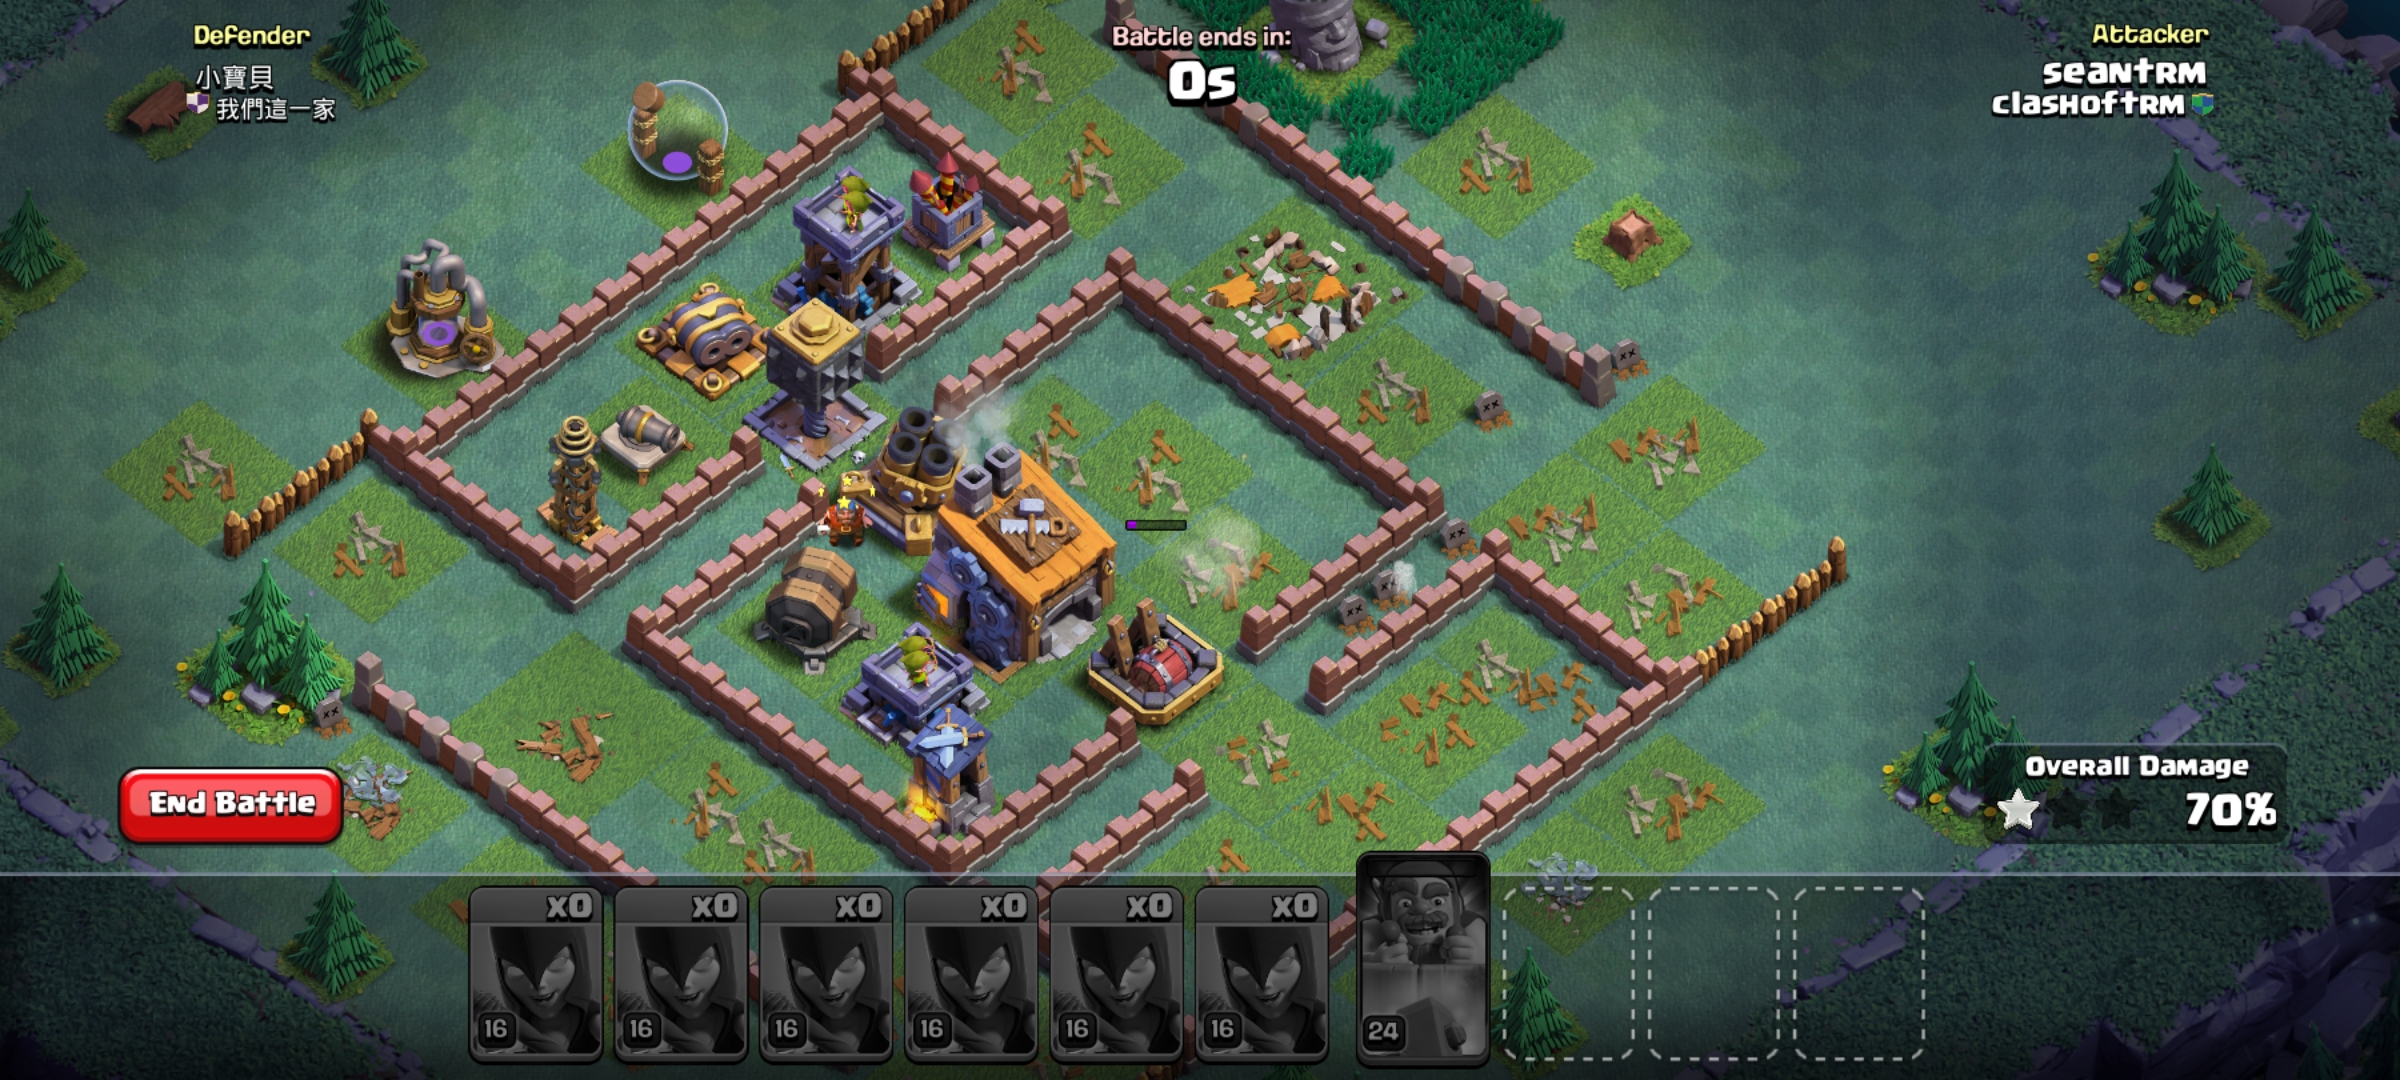 Defender
小寶貝
我們這一家
Battle ends in:
0s
Attacker
seantRM
clashoftRM
End Battle
Overall Damage
70%
x0
x0
x0
x0
x0
x0
16
16
16
16
16
16
24